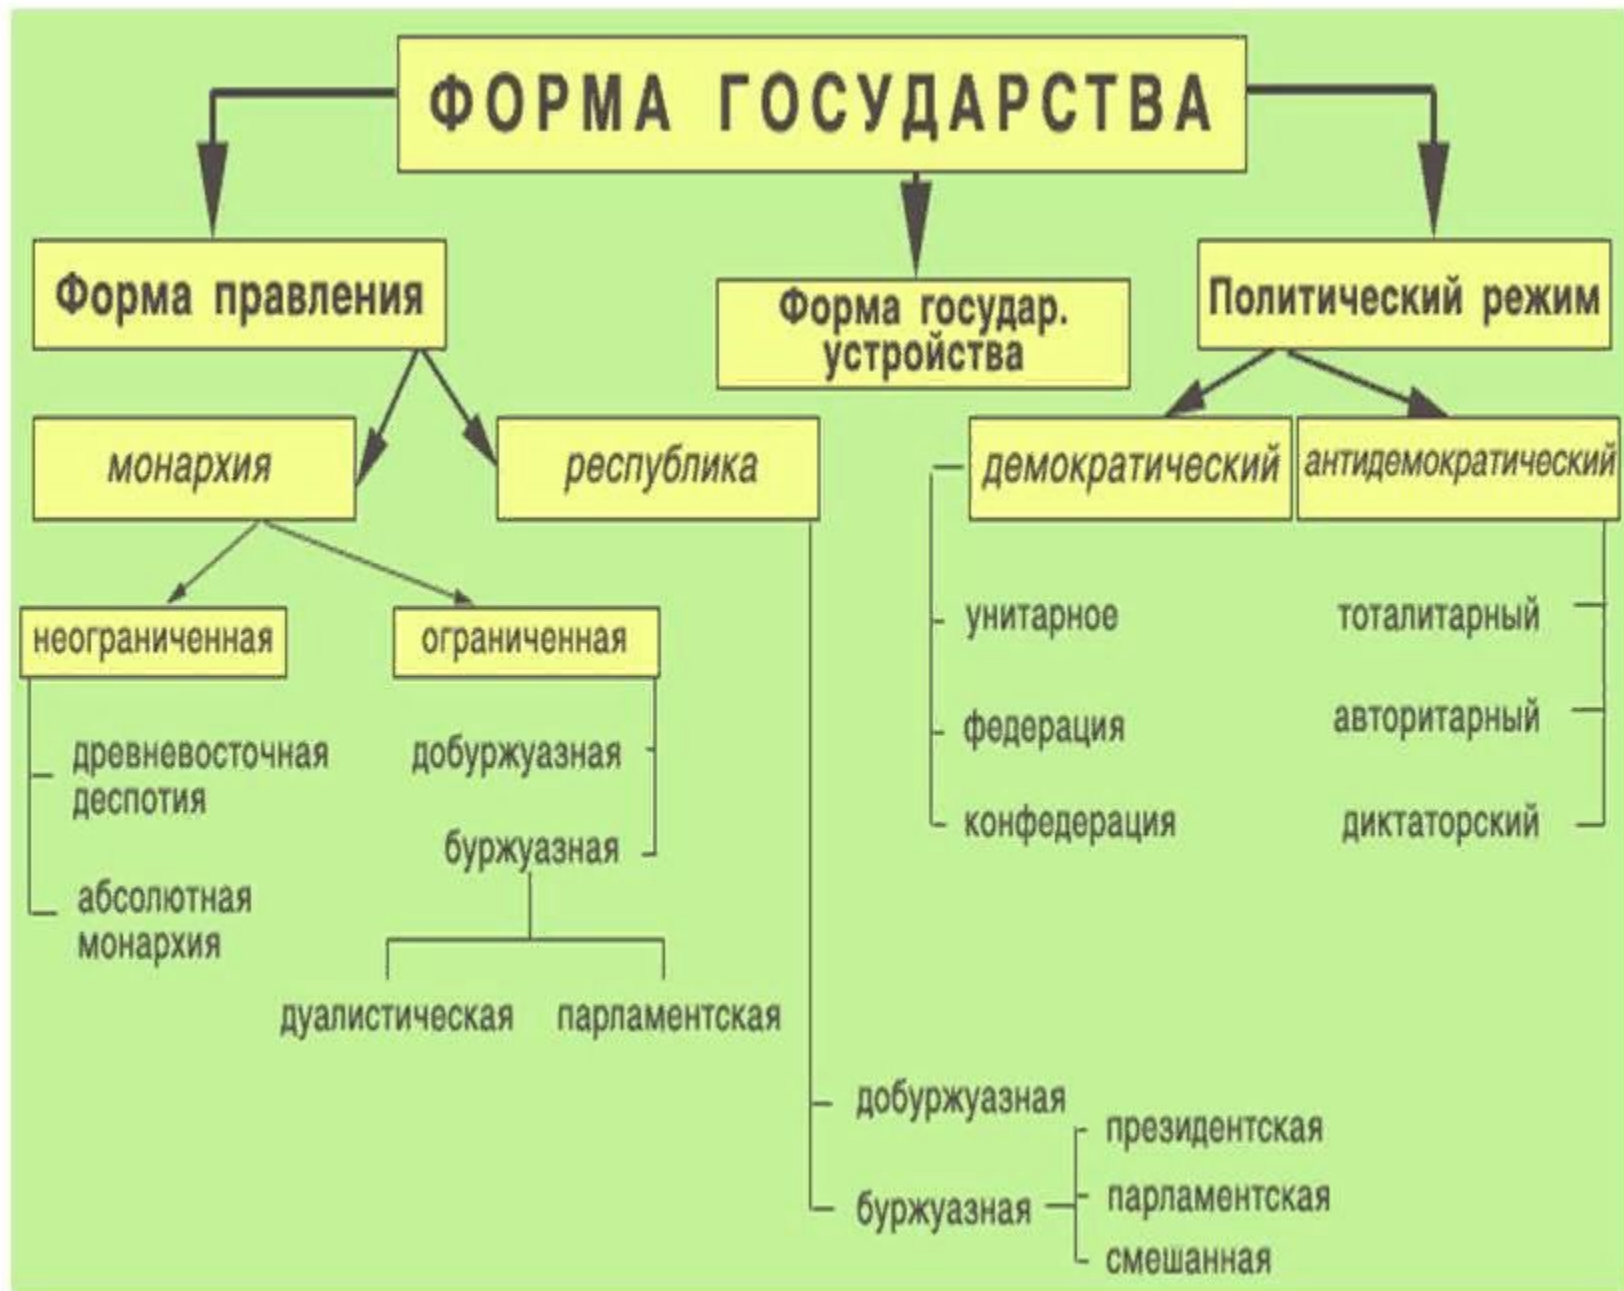 ФОРМА ГОСУДАРСТВА
Форма правления
Форма государ.
устройства
Политический режим
монархия
республика
демократический
антидемократический
неограниченная
ограниченная
унитарное
тоталитарный
древневосточная
деспотия
добуржуазная
федерация
авторитарный
буржуазная
конфедерация
диктаторский
абсолютная
монархия
дуалистическая
парламентская
добуржуазная
президентская
буржуазная
парламентская
смешанная